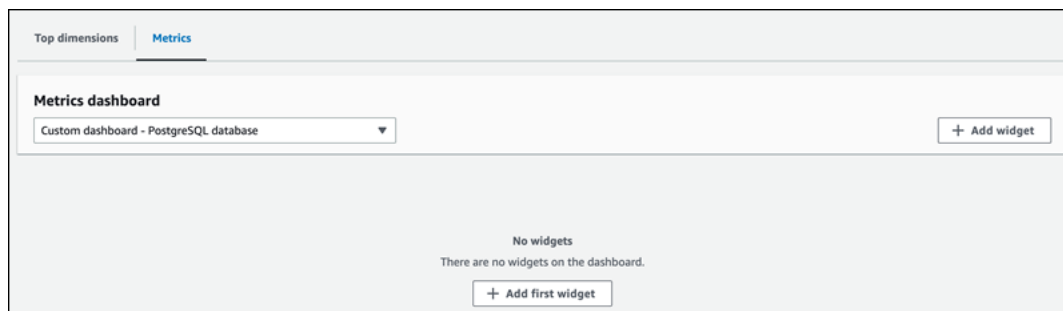 Top dimensions
Metrics
Metrics dashboard
Custom dashboard - PostgreSQL database
+ Add widget
No widgets
There are no widgets on the dashboard.
+ Add first widget